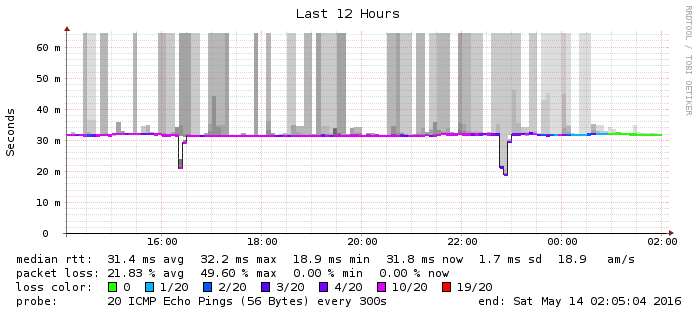 Last 12 Hours
RRDTOOL / TOBI OETIKER
Seconds
60 m
50 m
40 m
30 m
20 m
10 m
0
16:00 18:00 20:00 22:00 00:00 02:00
median rtt: 31.4 ms avg 32.2 ms max 18.9 ms min 31.8 ms now 1.7 ms sd 18.9 am/s
packet loss: 21.83 % avg 49.60 % max 0.00 % min 0.00 % now
loss color: 0 1/20 2/20 3/20 4/20 10/20 19/20
probe: 20 ICMP Echo Pings (56 Bytes) every 300s end: Sat May 14 02:05:04 2016